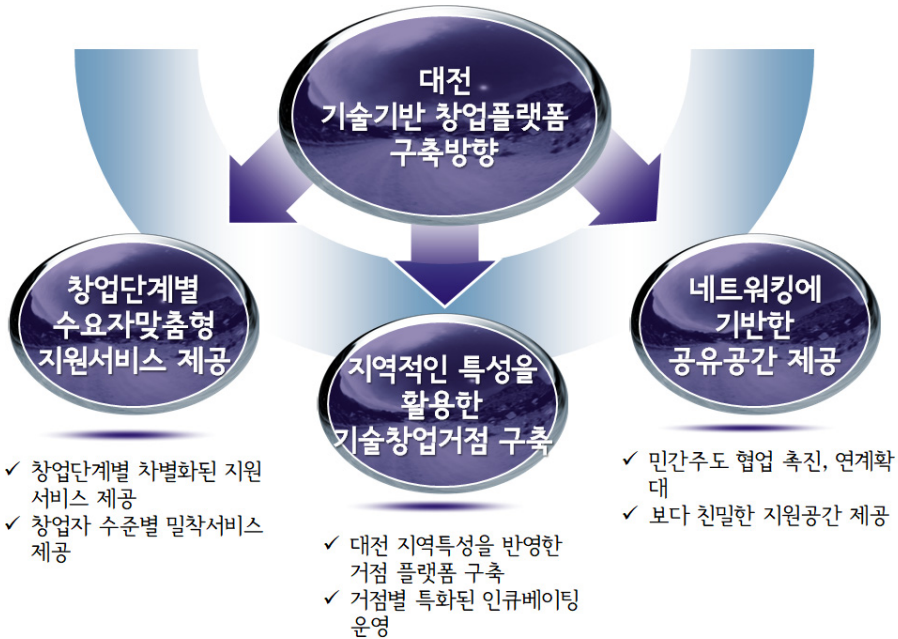 대전
기술기반 창업플랫폼
구축방향
창업단계별
수요자맞춤형
지원서비스 제공
✓ 창업단계별 차별화된 지원
서비스 제공
✓ 창업자 수준별 밀착서비스
제공
지역적인 특성을
활용한
기술창업거점 구축
✓ 대전 지역특성을 반영한
거점 플랫폼 구축
✓ 거점별 특화된 인큐베이팅
운영
네트워킹에
기반한
공유공간 제공
✓ 민간주도 협업 촉진, 연계확
대
✓ 보다 친밀한 지원공간 제공